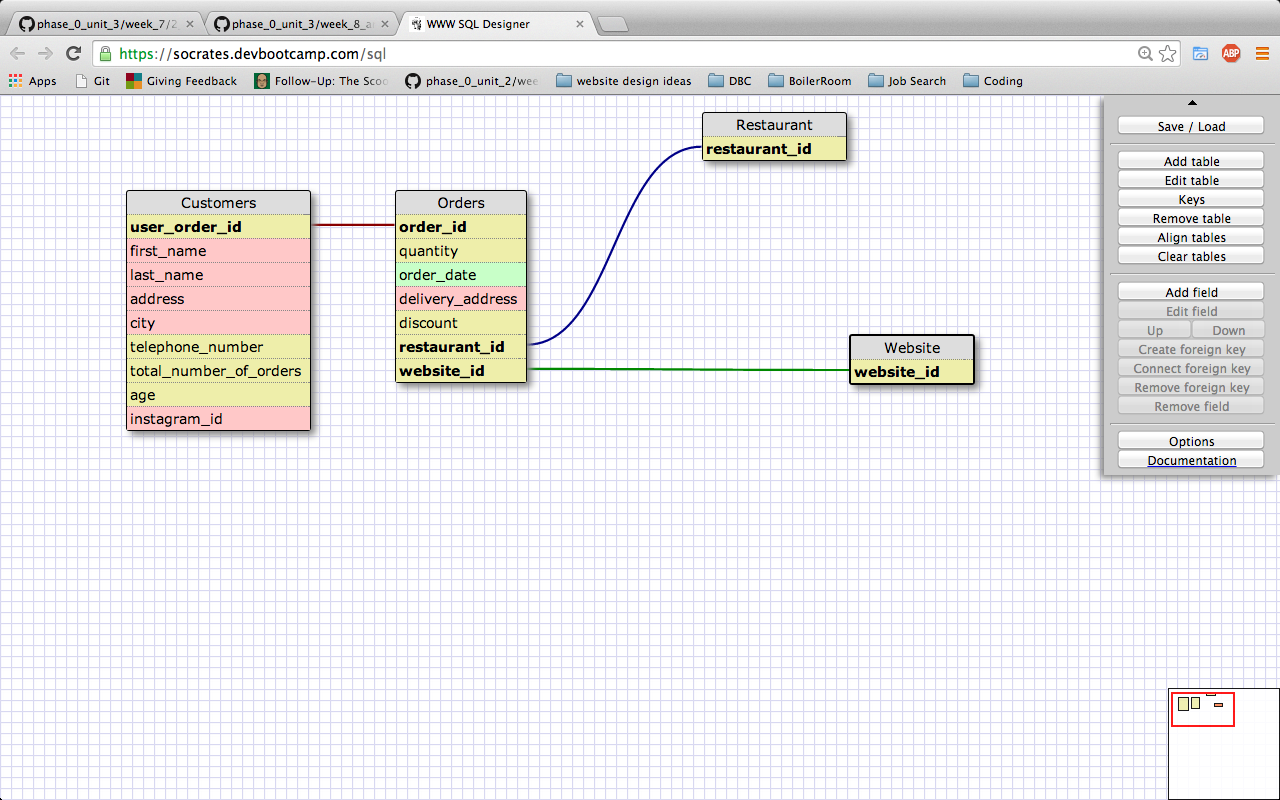 phase_0_unit_3/week_7/2
phase_0_unit_3/week_8_a
WWW SQL Designer
https://socrates.devbootcamp.com/sql
ABP
Apps
Git
Giving Feedback
Follow-Up: The Scoo
phase_0_unit_2/wee
website design ideas
DBC
BoilerRoom
Job Search
Coding
Customers
user_order_id
first_name
last_name
address
city
telephone_number
total_number_of_orders
age
instagram_id
Orders
order_id
quantity
order_date
delivery_address
discount
restaurant_id
website_id
Restaurant
restaurant_id
Website
website_id
Save / Load
Add table
Edit table
Keys
Remove table
Align tables
Clear tables
Add field
Edit field
Up Down
Create foreign key
Connect foreign key
Remove foreign key
Remove field
Options
Documentation